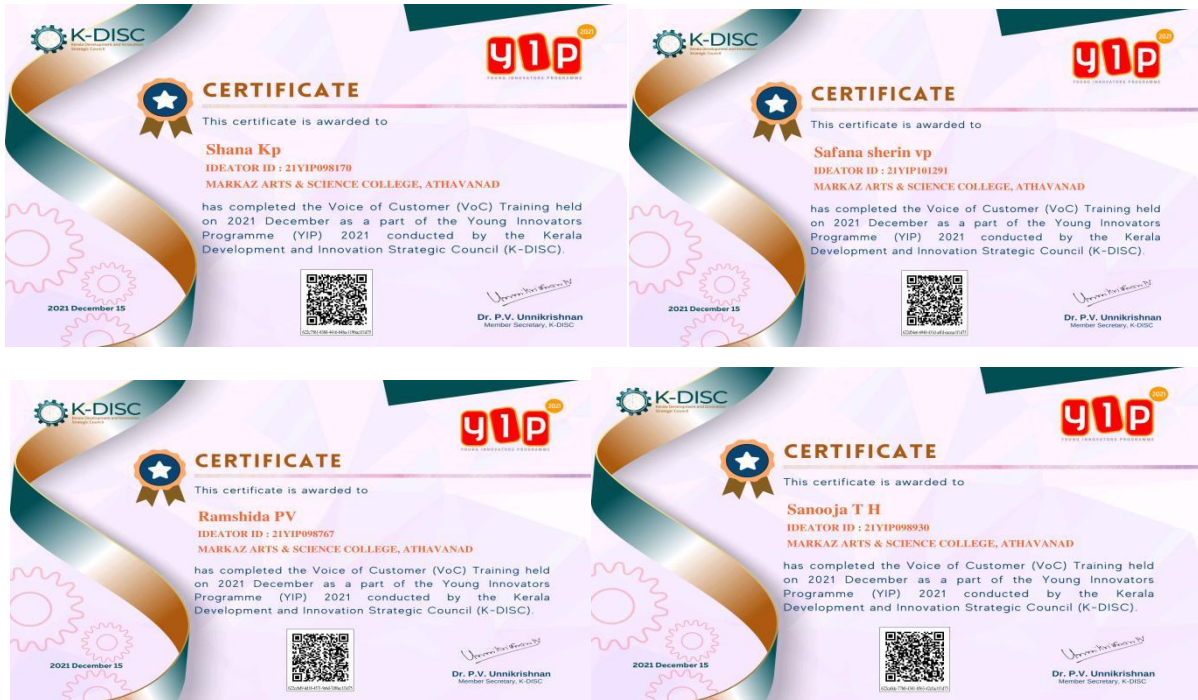 K-DISC
Kerala Development and Innovation
Strategic Council
2021
yip
YOUNG INNOVATORS PROGRAMME
CERTIFICATE
This certificate is awarded to
Shana Kp
IDEATOR ID : 21YIP098170
MARKAZ ARTS & SCIENCE COLLEGE, ATHAVANAD
has completed the Voice of Customer (VoC) Training held
on 2021 December as a part of the Young Innovators
Programme (YIP) 2021 conducted by the Kerala
Development and Innovation Strategic Council (K-DISC).
2021 December 15
Dr. P.V. Unnikrishnan
Member Secretary, K-DISC
K-DISC
Kerala Development and Innovation
Strategic Council
2021
yip
YOUNG INNOVATORS PROGRAMME
CERTIFICATE
This certificate is awarded to
Safana sherin vp
IDEATOR ID : 21YIP101291
MARKAZ ARTS & SCIENCE COLLEGE, ATHAVANAD
has completed the Voice of Customer (VoC) Training held
on 2021 December as a part of the Young Innovators
Programme (YIP) 2021 conducted by the Kerala
Development and Innovation Strategic Council (K-DISC).
2021 December 15
Dr. P.V. Unnikrishnan
Member Secretary, K-DISC
K-DISC
Kerala Development and Innovation
Strategic Council
2021
yip
YOUNG INNOVATORS PROGRAMME
CERTIFICATE
This certificate is awarded to
Ramshida PV
IDEATOR ID : 21YIP098767
MARKAZ ARTS & SCIENCE COLLEGE, ATHAVANAD
has completed the Voice of Customer (VoC) Training held
on 2021 December as a part of the Young Innovators
Programme (YIP) 2021 conducted by the Kerala
Development and Innovation Strategic Council (K-DISC).
2021 December 15
Dr. P.V. Unnikrishnan
Member Secretary, K-DISC
K-DISC
Kerala Development and Innovation
Strategic Council
2021
yip
YOUNG INNOVATORS PROGRAMME
CERTIFICATE
This certificate is awarded to
Sanooja T H
IDEATOR ID : 21YIP098930
MARKAZ ARTS & SCIENCE COLLEGE, ATHAVANAD
has completed the Voice of Customer (VoC) Training held
on 2021 December as a part of the Young Innovators
Programme (YIP) 2021 conducted by the Kerala
Development and Innovation Strategic Council (K-DISC).
2021 December 15
Dr. P.V. Unnikrishnan
Member Secretary, K-DISC